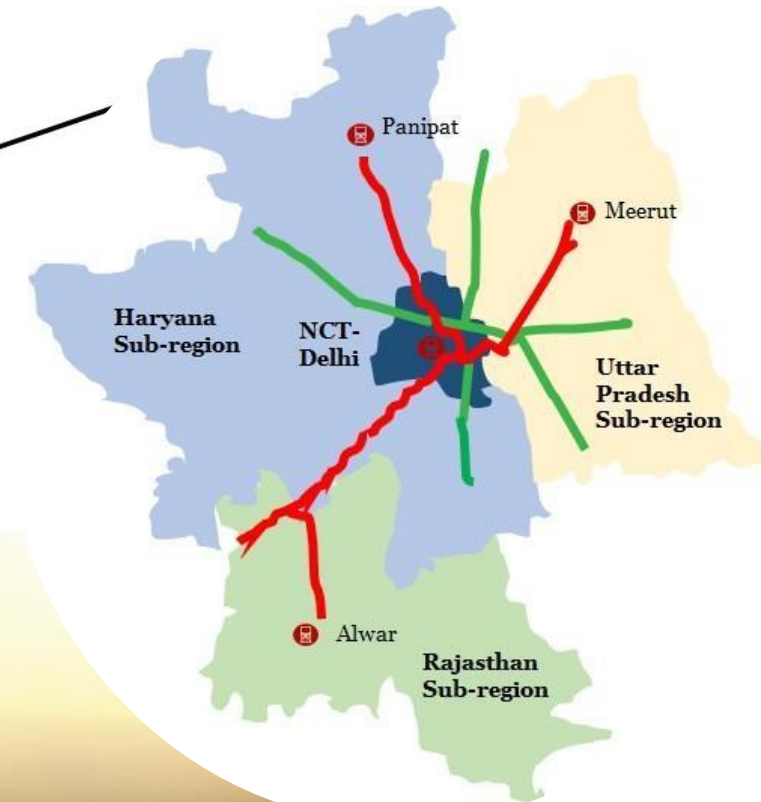 Panipat
Meerut
Haryana
Sub-region
NCT-
Delhi
Uttar
Pradesh
Sub-region
Alwar
Rajasthan
Sub-region